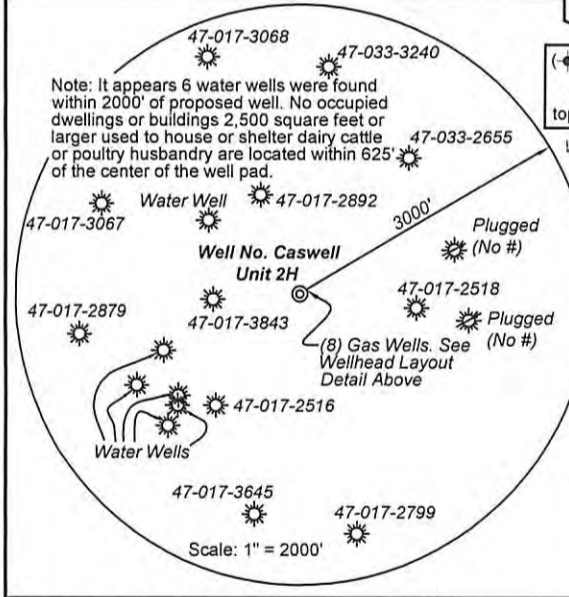 47-017-3068
47-033-3240
Note: It appears 6 water wells were found
within 2000' of proposed well. No occupied
dwellings or buildings 2,500 square feet or
larger used to house or shelter dairy cattle
or poultry husbandry are located within 625'
of the center of the well pad.
47-033-2655
top
Water Well
47-017-2892
47-017-3067
3000'
Plugged
(No #)
Well No. Caswell
Unit 2H
47-017-2879
47-017-3843
47-017-2518
Plugged
(No #)
(8) Gas Wells. See
Wellhead Layout
Detail Above
47-017-2516
Water Wells
47-017-3645
47-017-2799
Scale: 1" = 2000'